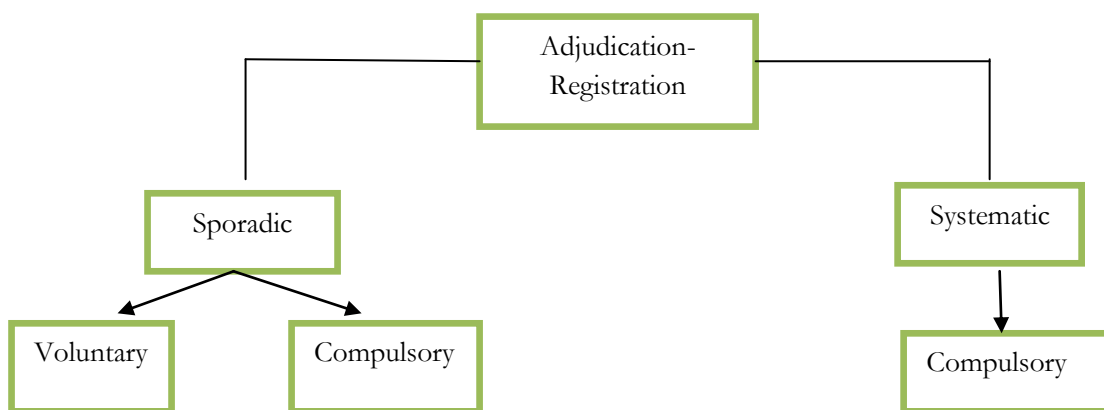 Adjudication-
Registration
Sporadic
Systematic
Voluntary
Compulsory
Compulsory